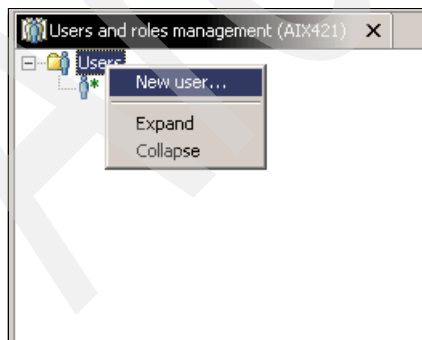 Users and roles management (AIX421)
Users
*
New user...
Expand
Collapse